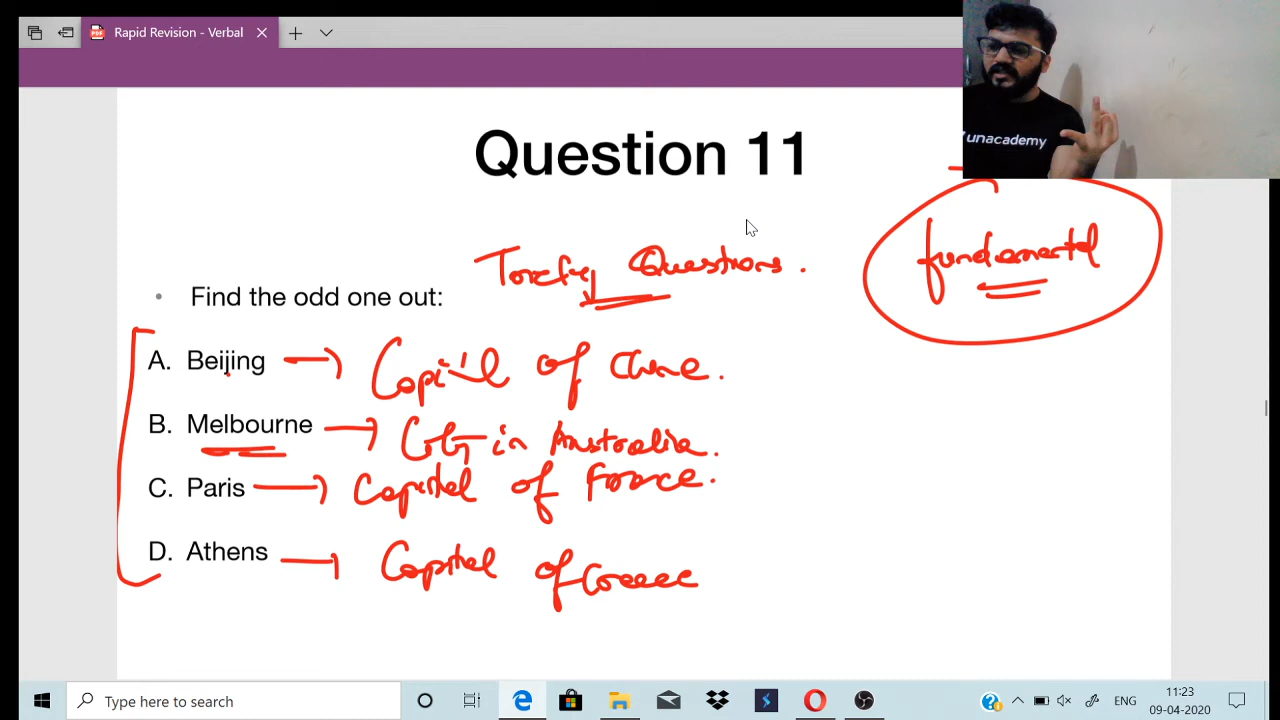 Rapid Revision - Verbal
unacademy
Question 11
fundamental
Questions.
Find the odd one out:
A. Beijing → Capital of
B. Melbourne → City in Australia.
C. Paris → Capital of France.
D. Athens → Capital of Greece
Type here to search
ENG
11:23
09-04-2020